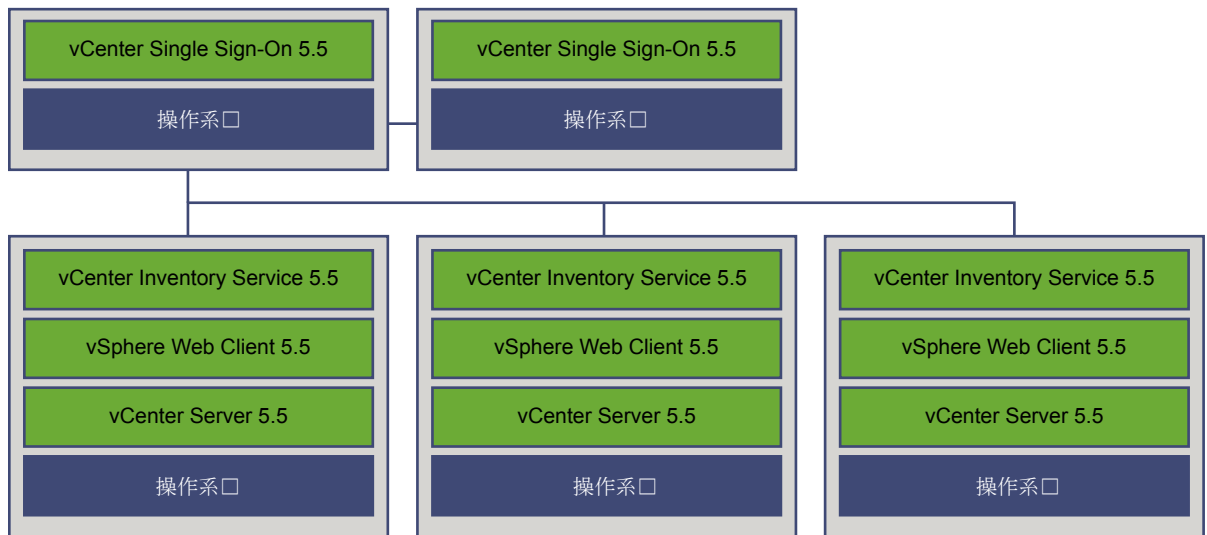 vCenter Single Sign-On 5.5
操作系□
vCenter Single Sign-On 5.5
操作系□
vCenter Inventory Service 5.5
vSphere Web Client 5.5
vCenter Server 5.5
操作系□
vCenter Inventory Service 5.5
vSphere Web Client 5.5
vCenter Server 5.5
操作系□
vCenter Inventory Service 5.5
vSphere Web Client 5.5
vCenter Server 5.5
操作系□